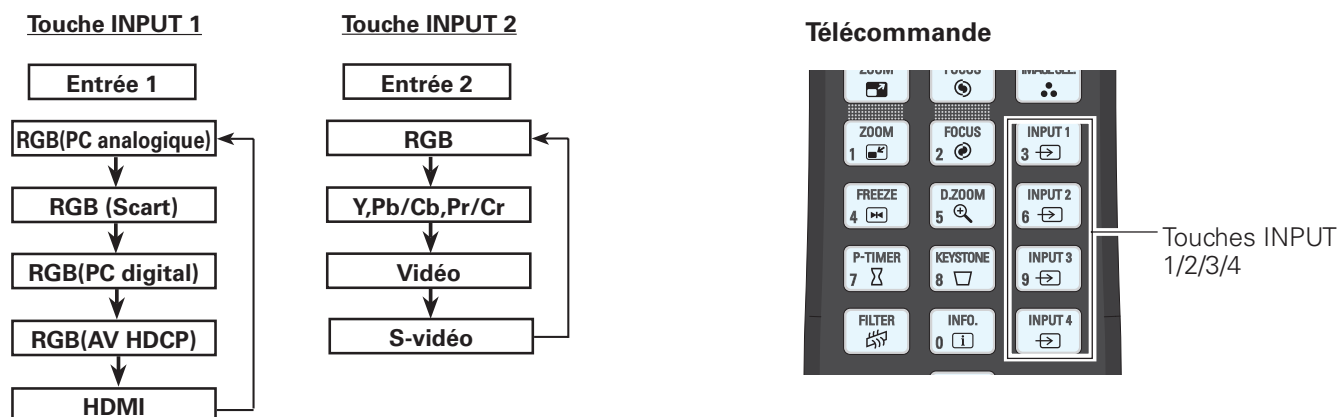 Touche INPUT 1
Entrée 1
RGB(PC analogique)
RGB (Scart)
RGB(PC digital)
RGB(AV HDCP)
HDMI
Touche INPUT 2
Entrée 2
RGB
Y,Pb/Cb,Pr/Cr
Vidéo
S-vidéo
Télécommande
ZOOM FOCUS IMAGE SEL.
ZOOM FOCUS INPUT 1
1 2 3
FREEZE D.ZOOM INPUT 2
4 5 6
P-TIMER KEYSTONE INPUT 3
7 8 9
FILTER INFO. INPUT 4
0 i
Touches INPUT
1/2/3/4